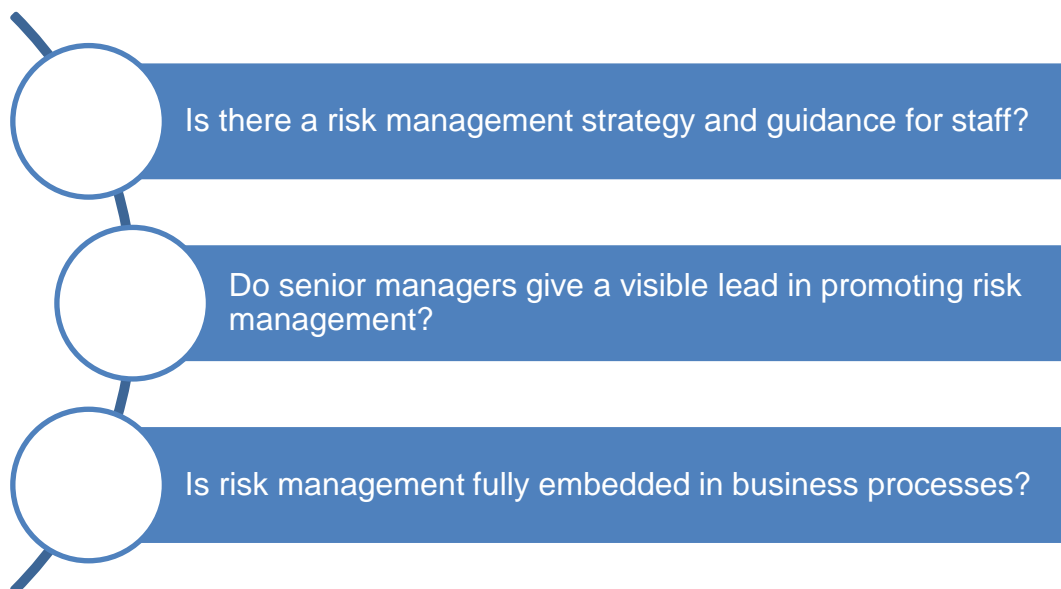 Is there a risk management strategy and guidance for staff?
Do senior managers give a visible lead in promoting risk
management?
Is risk management fully embedded in business processes?